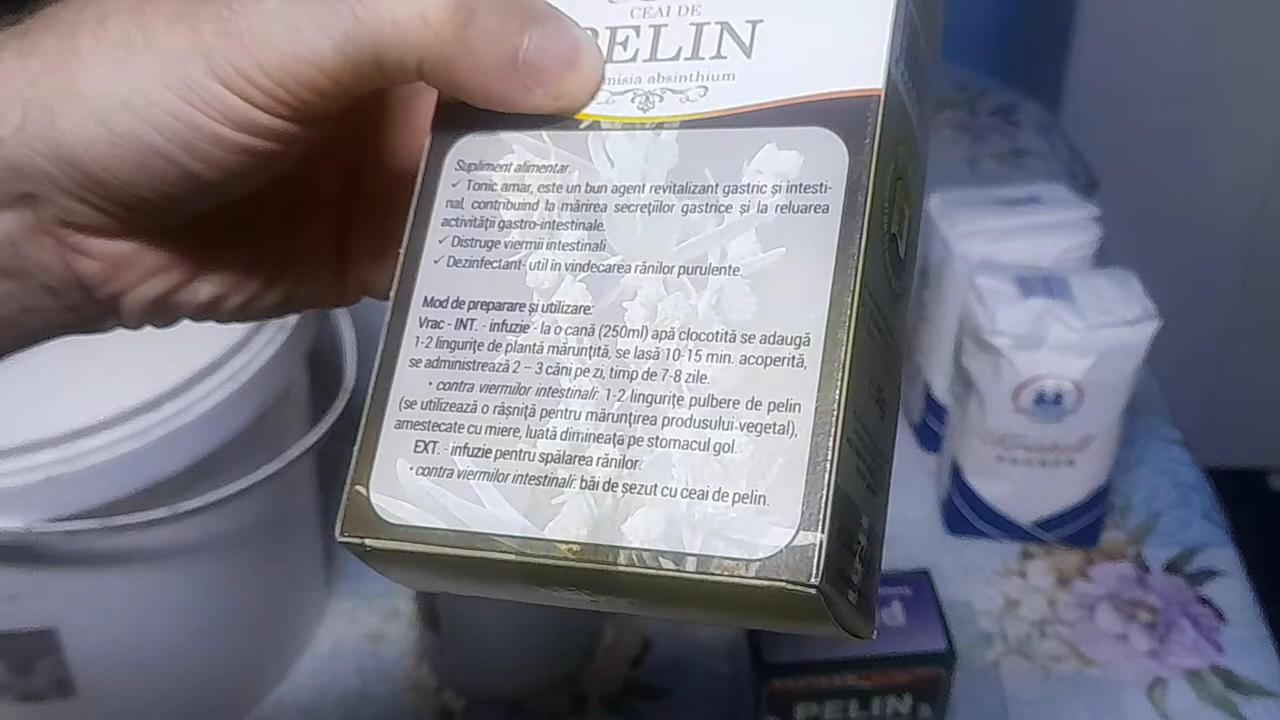 CEAI DE
PELIN
absinthium
Supliment alimentar.
✓ Tonic amar, este un bun agent revitalizant gastric și intesti-
nal, contribuind la mărirea secrețiilor gastrice și la reluarea
activității gastro-intestinale.
✓ Distruge viermii intestinali
✓ Dezinfectant- util în vindecarea rănilor purulente.
Mod de preparare și utilizare:
Vrac - INT. - infuzie - la o cană (250ml) apă clocotită se adaugă
1-2 lingurițe de plantă mărunțită, se lasă 10-15 min. acoperită,
se administrează 2 – 3 căni pe zi, timp de 7-8 zile.
• contra viermilor intestinali: 1-2 lingurițe pulbere de pelin
(se utilizează o râșniță pentru mărunțirea produsului vegetal),
amestecate cu miere, luată dimineața pe stomacul gol.
EXT. - infuzie pentru spălarea rănilor.
• contra viermilor intestinali: băi de șezut cu ceai de pelin.
PELIN